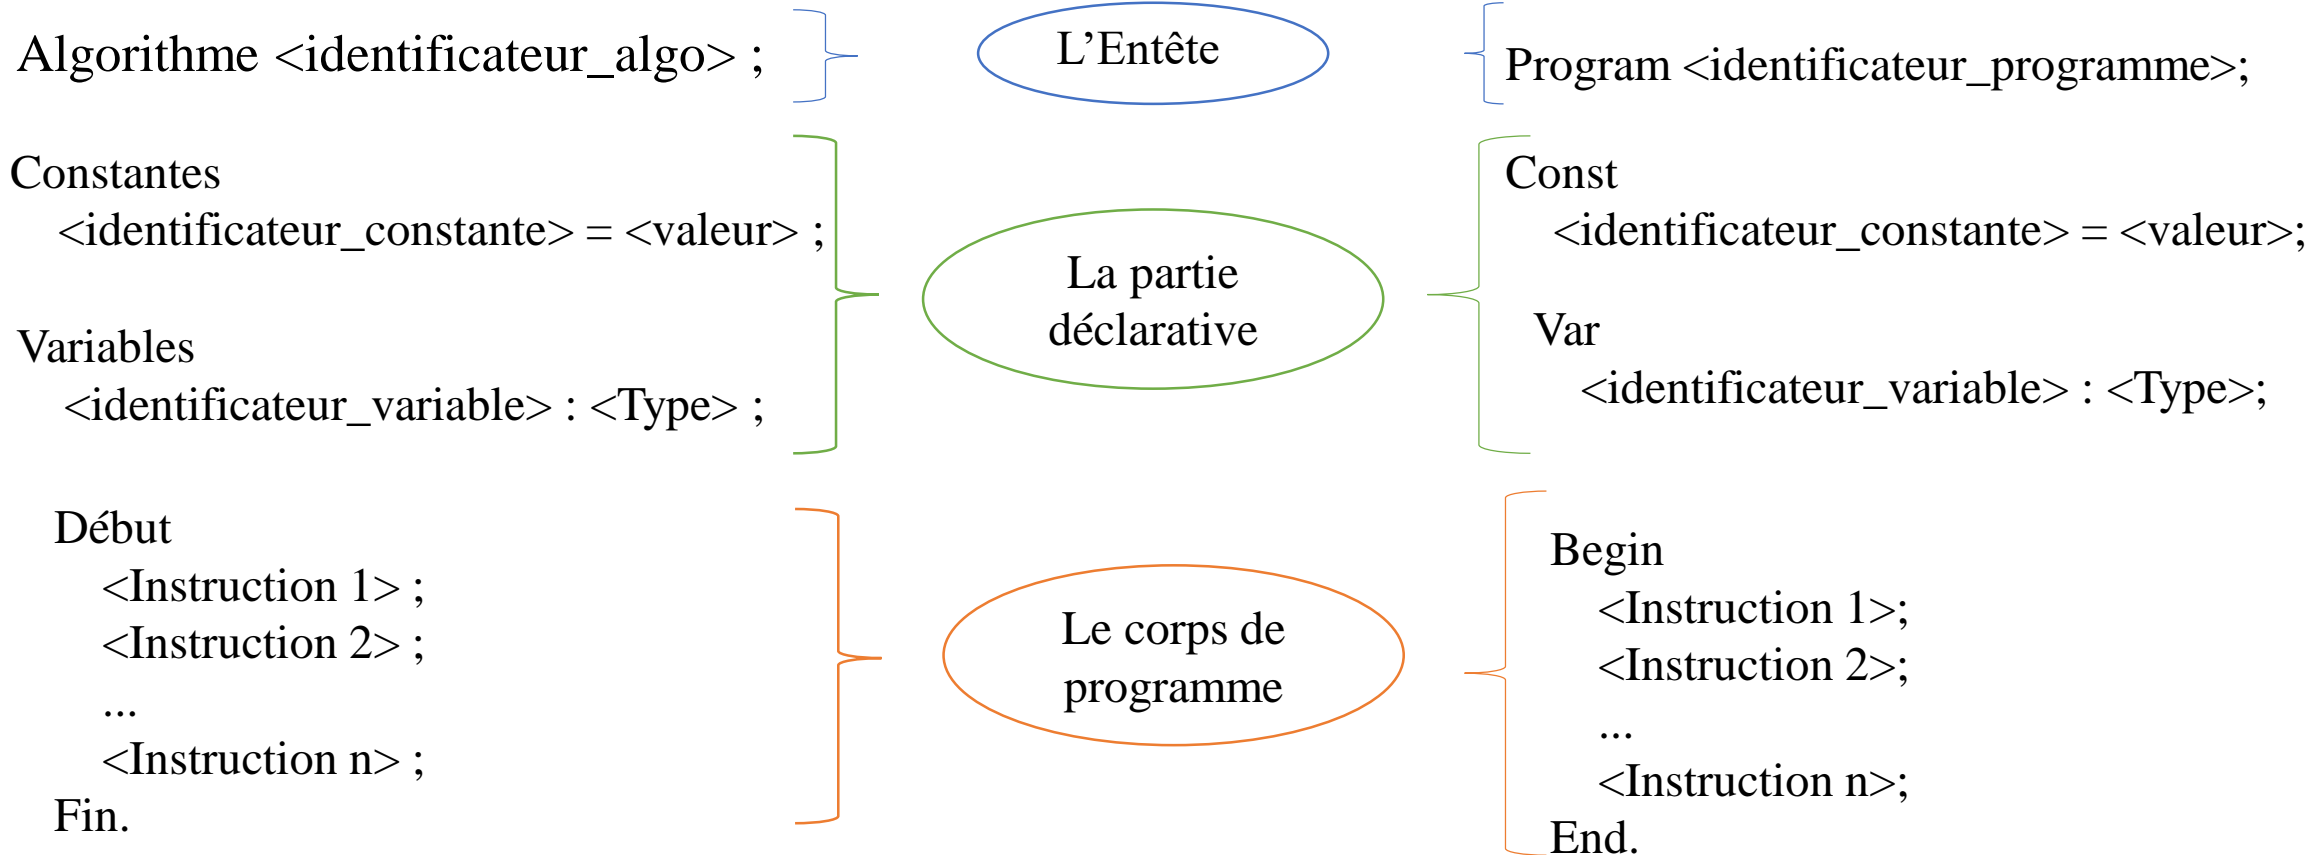 Algorithme <identificateur_algo> ;
Constantes
<identificateur_constante> = <valeur> ;
Variables
<identificateur_variable> : <Type> ;
Début
<Instruction 1> ;
<Instruction 2> ;
...
<Instruction n> ;
Fin.
L’Entête
La partie
déclarative
Le corps de
programme
Program <identificateur_programme>;
Const
<identificateur_constante> = <valeur>;
Var
<identificateur_variable> : <Type>;
Begin
<Instruction 1>;
<Instruction 2>;
...
<Instruction n>;
End.